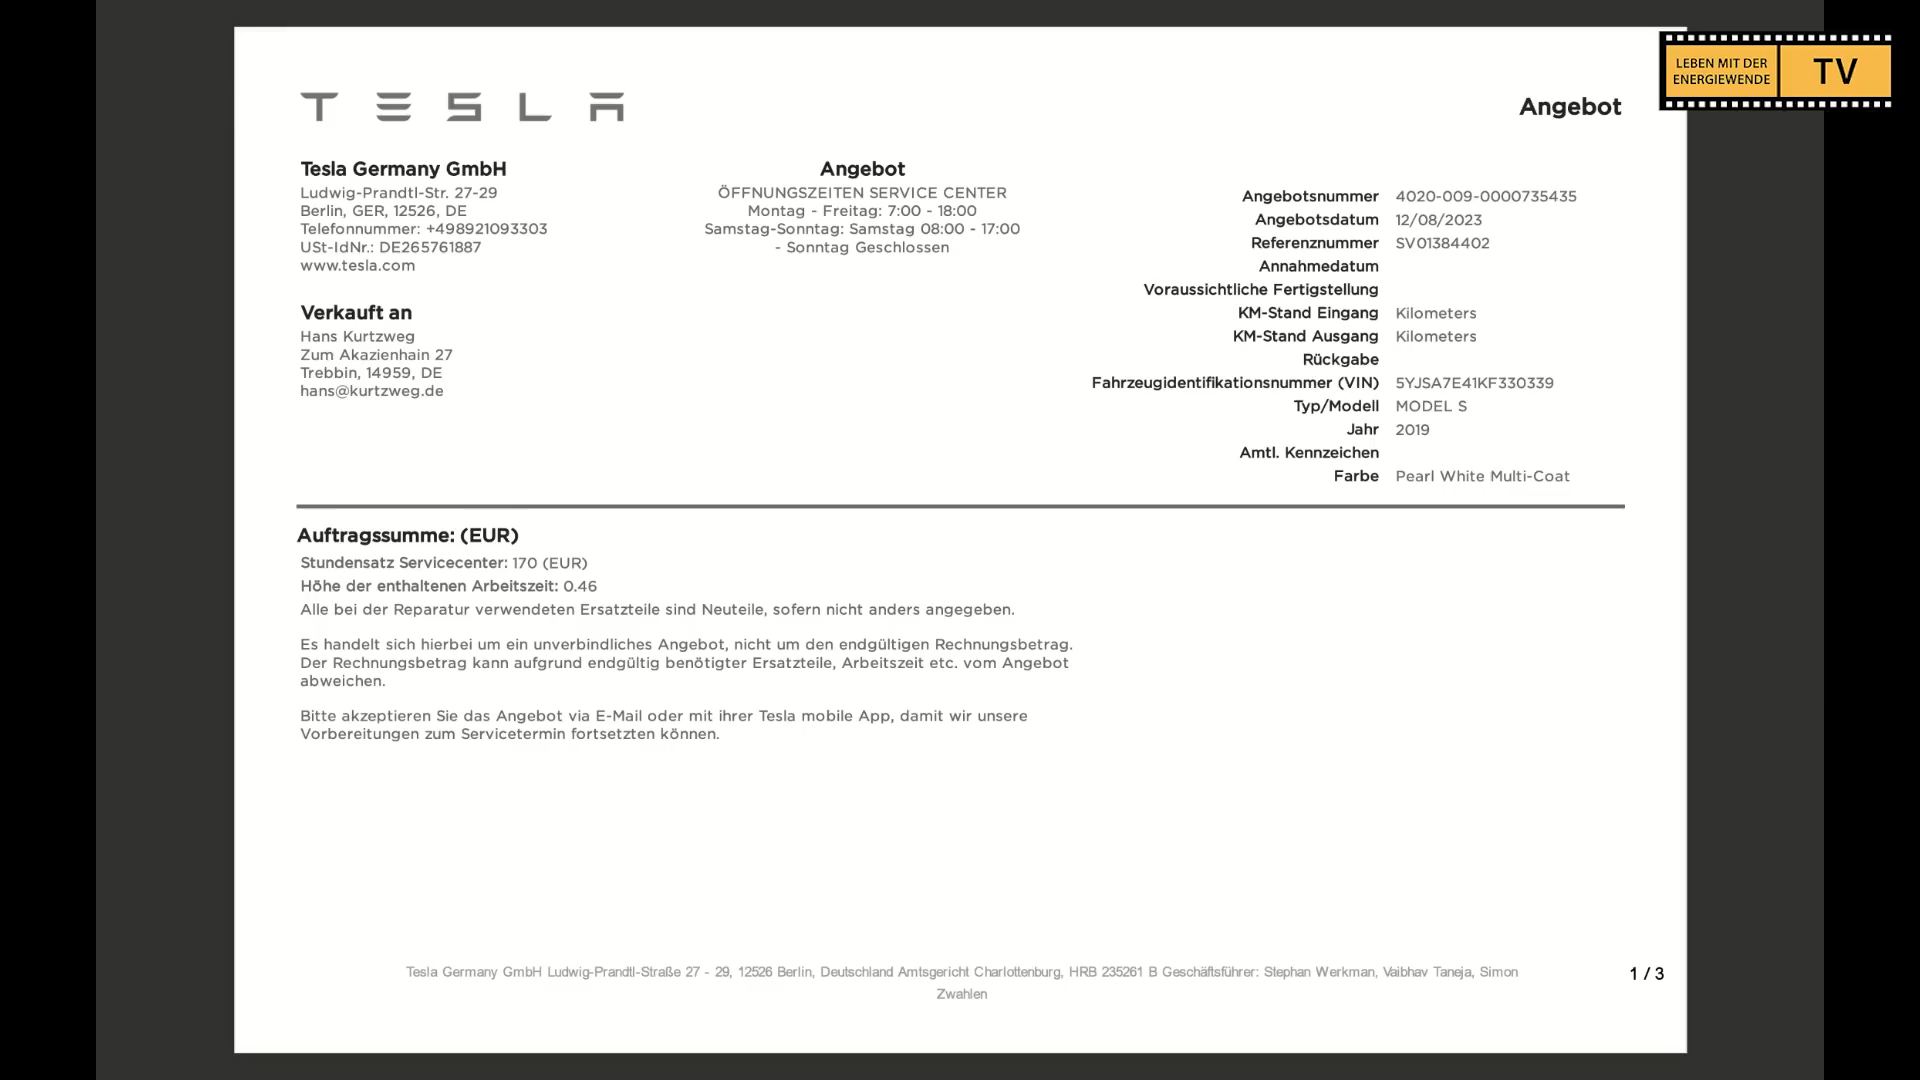 LEBEN MIT DER
ENERGIEWENDE
TV
TESLA
Angebot
Tesla Germany GmbH
Ludwig-Prandtl-Str. 27-29
Berlin, GER, 12526, DE
Telefonnummer: +498921093303
USt-IdNr.: DE265761887
www.tesla.com
Verkauft an
Hans Kurtzweg
Zum Akazienhain 27
Trebbin, 14959, DE
hans@kurtzweg.de
Angebot
ÖFFNUNGSZEITEN SERVICE CENTER
Montag - Freitag: 7:00 - 18:00
Samstag-Sonntag: Samstag 08:00 - 17:00
- Sonntag Geschlossen
Angebotsnummer 4020-009-0000735435
Angebotsdatum 12/08/2023
Referenznummer SV01384402
Annahmedatum
Voraussichtliche Fertigstellung
KM-Stand Eingang Kilometers
KM-Stand Ausgang Kilometers
Rückgabe
Fahrzeugidentifikationsnummer (VIN) 5YJSA7E41KF330339
Typ/Modell MODEL S
Jahr 2019
Amtl. Kennzeichen
Farbe Pearl White Multi-Coat
Auftragssumme: (EUR)
Stundensatz Servicecenter: 170 (EUR)
Höhe der enthaltenen Arbeitszeit: 0.46
Alle bei der Reparatur verwendeten Ersatzteile sind Neuteile, sofern nicht anders angegeben.
Es handelt sich hierbei um ein unverbindliches Angebot, nicht um den endgültigen Rechnungsbetrag.
Der Rechnungsbetrag kann aufgrund endgültig benötigter Ersatzteile, Arbeitszeit etc. vom Angebot
abweichen.
Bitte akzeptieren Sie das Angebot via E-Mail oder mit ihrer Tesla mobile App, damit wir unsere
Vorbereitungen zum Servicetermin fortsetzten können.
Tesla Germany GmbH Ludwig-Prandtl-Straße 27 - 29, 12526 Berlin, Deutschland Amtsgericht Charlottenburg, HRB 235261 B Geschäftsführer: Stephan Werkman, Vaibhav Taneja, Simon
Zwahlen
1 / 3